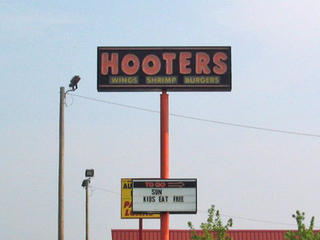 HOOTERS
WINGS SHRIMP BURGERS
TO GO
SUN
KIDS EAT FREE